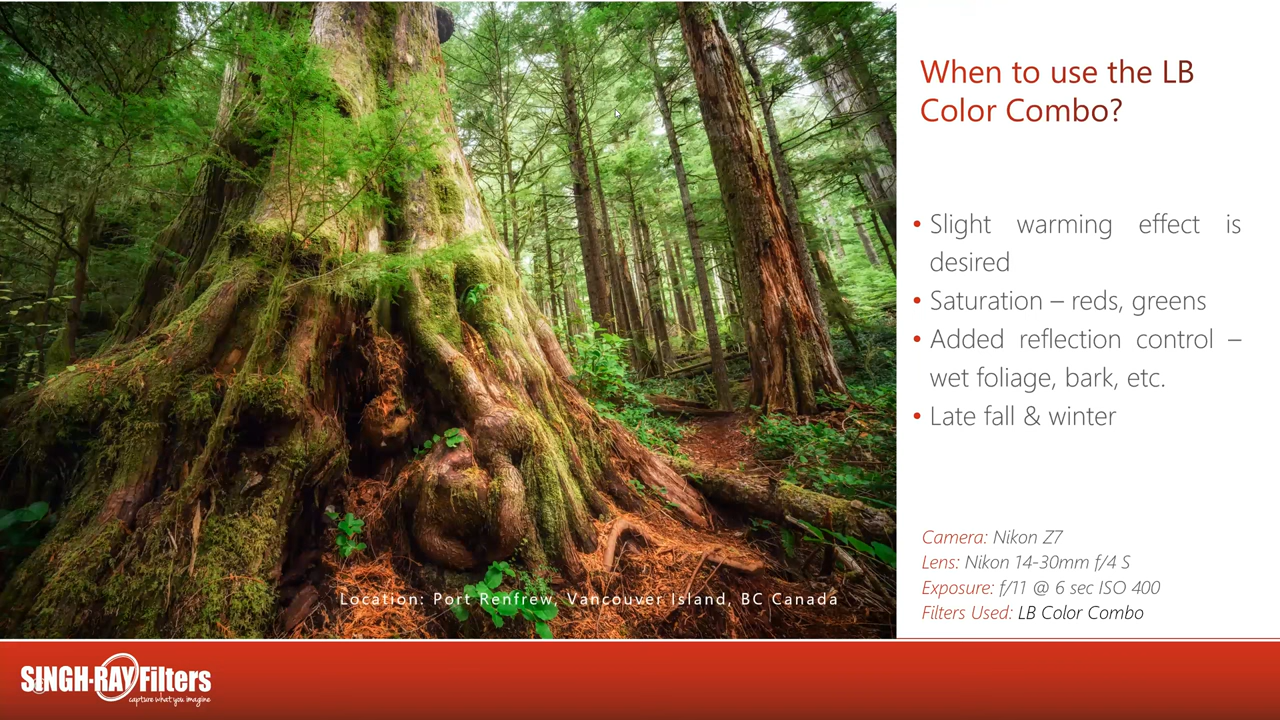 When to use the LB
Color Combo?
• Slight warming effect is
desired
• Saturation – reds, greens
• Added reflection control –
wet foliage, bark, etc.
• Late fall & winter
Camera: Nikon Z7
Lens: Nikon 14-30mm f/4 S
Exposure: f/11 @ 6 sec ISO 400
Filters Used: LB Color Combo
Location: Port Renfrew, Vancouver Island, BC Canada
SINGH-RAY Filters
capture what you imagine